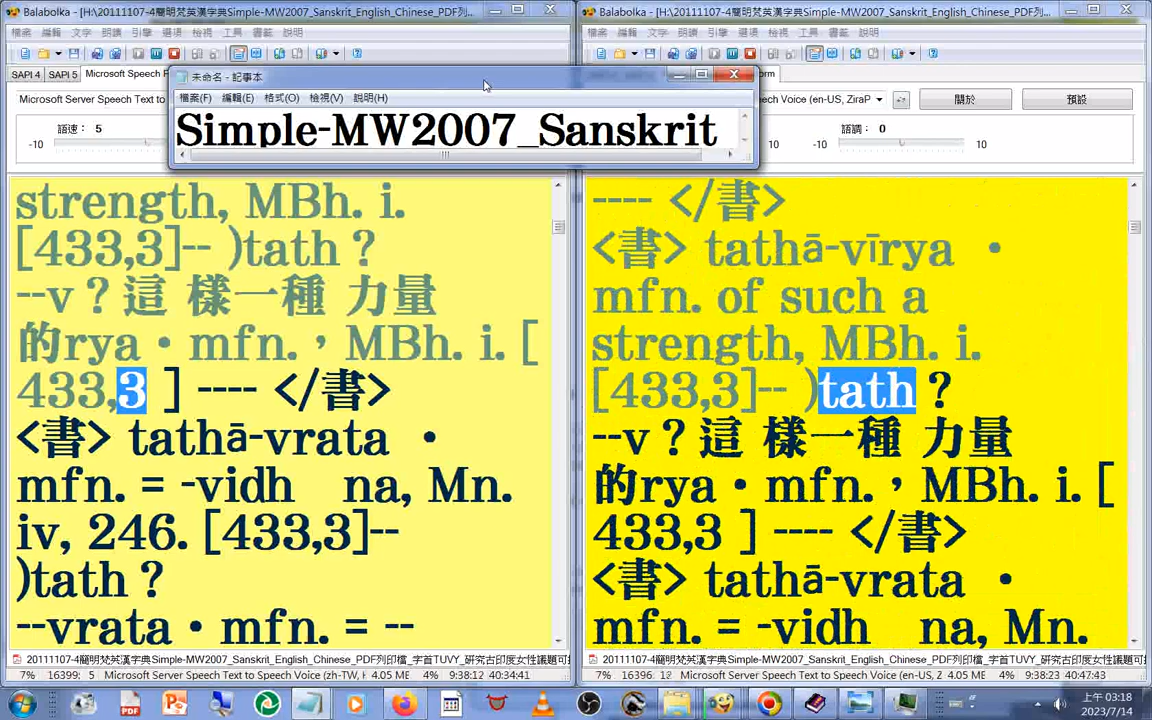 Balabolka - [H:\20111107-4簡明梵英漢字典Simple-MW2007_Sanskrit_English_Chinese_PDF列...
檔案 編輯 文字 朗讀 引擎 選項 檢視 工具 書籤 說明
SAPI 4 SAPI 5 Microsoft Speech P
Microsoft Server Speech Text to
語速： 5
-10
未命名 - 記事本
檔案(F) 編輯(E) 格式(O) 檢視(V) 說明(H)
Simple-MW2007_Sanskrit
strength, MBh. i.
[433,3]-- )tath？
--v？這 樣一種 力量
的rya‧mfn.，MBh. i. [
433,3 ] ---- </書>
<書> tathā-vrata ‧
mfn. = -vidh na, Mn.
iv, 246. [433,3]--
)tath？
--vrata‧mfn. = --
20111107-4簡明梵英漢字典Simple-MW2007_Sanskrit_English_Chinese_PDF列印檔_字首TUVY_研究古印度女性議題可
7% 16399: 5 Microsoft Server Speech Text to Speech Voice (zh-TW, H 4.05 MB 4% 9:38:12 40:34:41
Balabolka - [H:\20111107-4簡明梵英漢字典Simple-MW2007_Sanskrit_English_Chinese_PDF列...
檔案 編輯 文字 朗讀 引擎 選項 檢視 工具 書籤 說明
orm
ech Voice (en-US, ZiraP
關於
預設
語調： 0
10 -10 10
---- </書>
<書> tathā-vīrya ‧
mfn. of such a
strength, MBh. i.
[433,3]-- )tath？
--v？這 樣一種 力量
的rya‧mfn.，MBh. i. [
433,3 ] ---- </書>
<書> tathā-vrata ‧
mfn. = -vidh na, Mn.
20111107-4簡明梵英漢字典Simple-MW2007_Sanskrit_English_Chinese_PDF列印檔_字首TUVY_研究古印度女性議題可
7% 16396: 12 Microsoft Server Speech Text to Speech Voice (en-US, Z 4.05 MB 4% 9:38:23 40:47:43
上午 03:18
2023/7/14